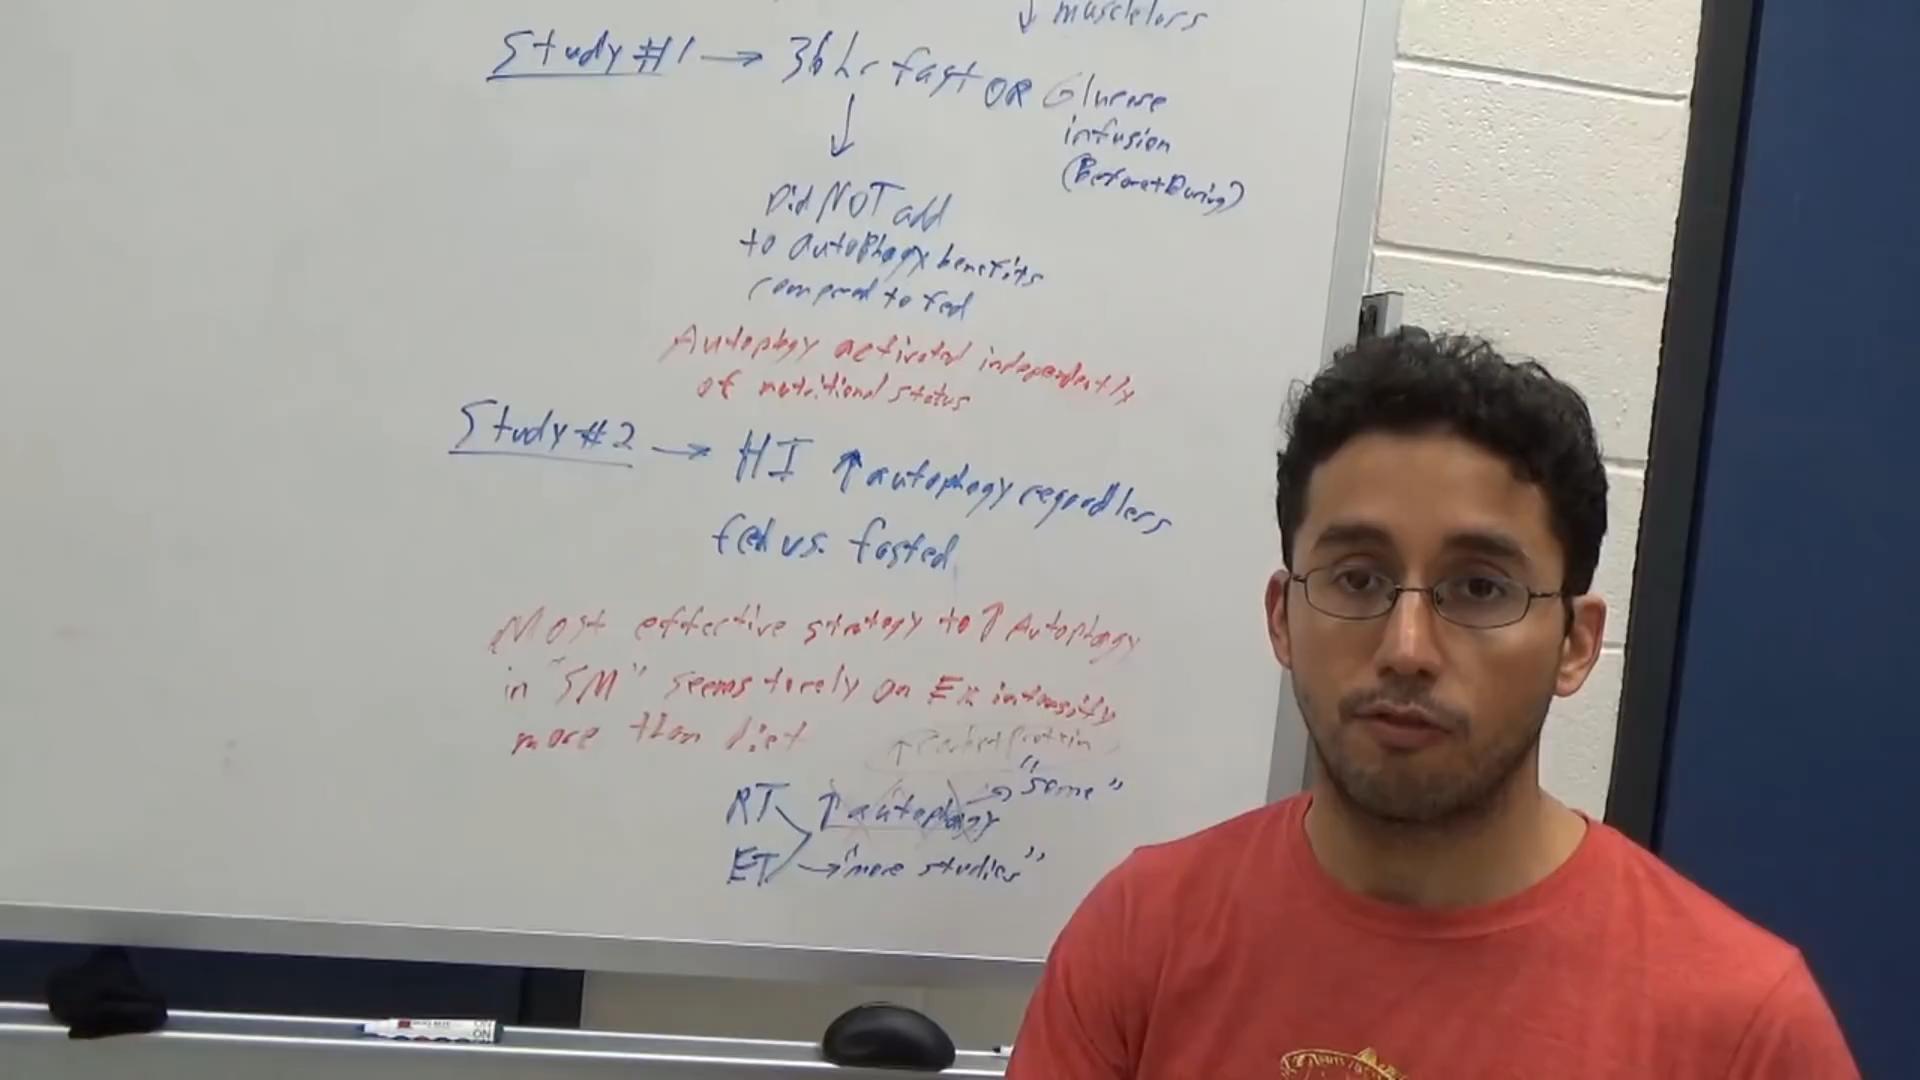 ↓ muscle loss
Study #1 → 36 hr fast OR Glucose
infusion
(Before + During)
↓
Did NOT add
to autophagy benefits
compared to fed
Autophagy activated independently
of nutritional status
Study #2 → HI ↑ autophagy regardless
fed vs. fasted
Most effective strategy to ↑ Autophagy
in "SM" seems to rely on Ex intensity
more than diet
"some"
RT ↑ autophagy →
ET → "more studies"